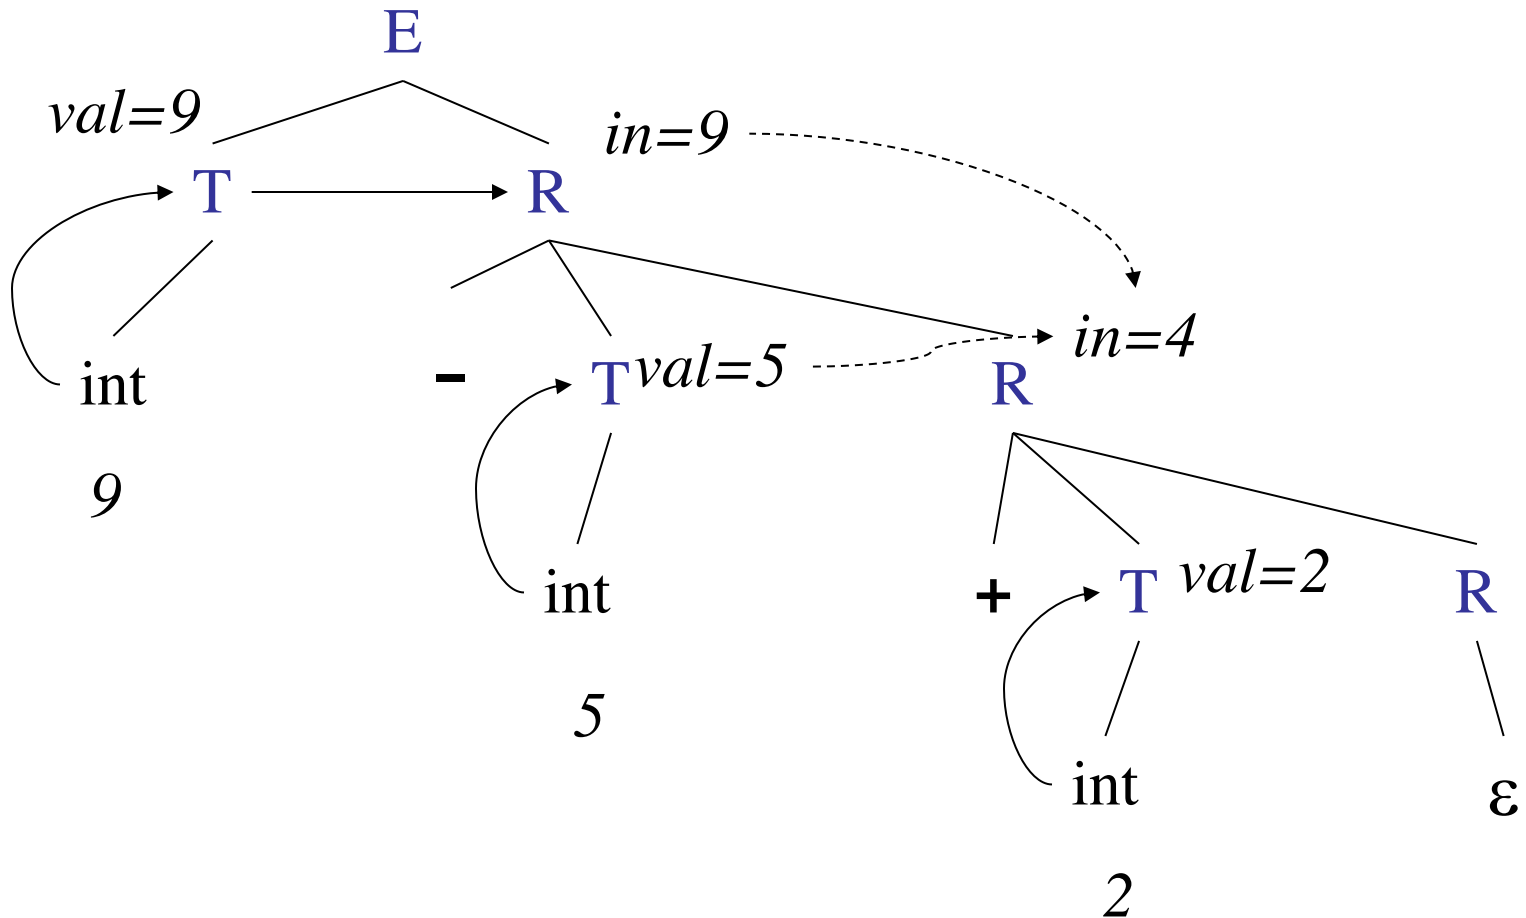 E
val=9
in=9
T
R
in=4
int
-
T
val=5
R
9
int
+
T
val=2
R
5
int
ε
2